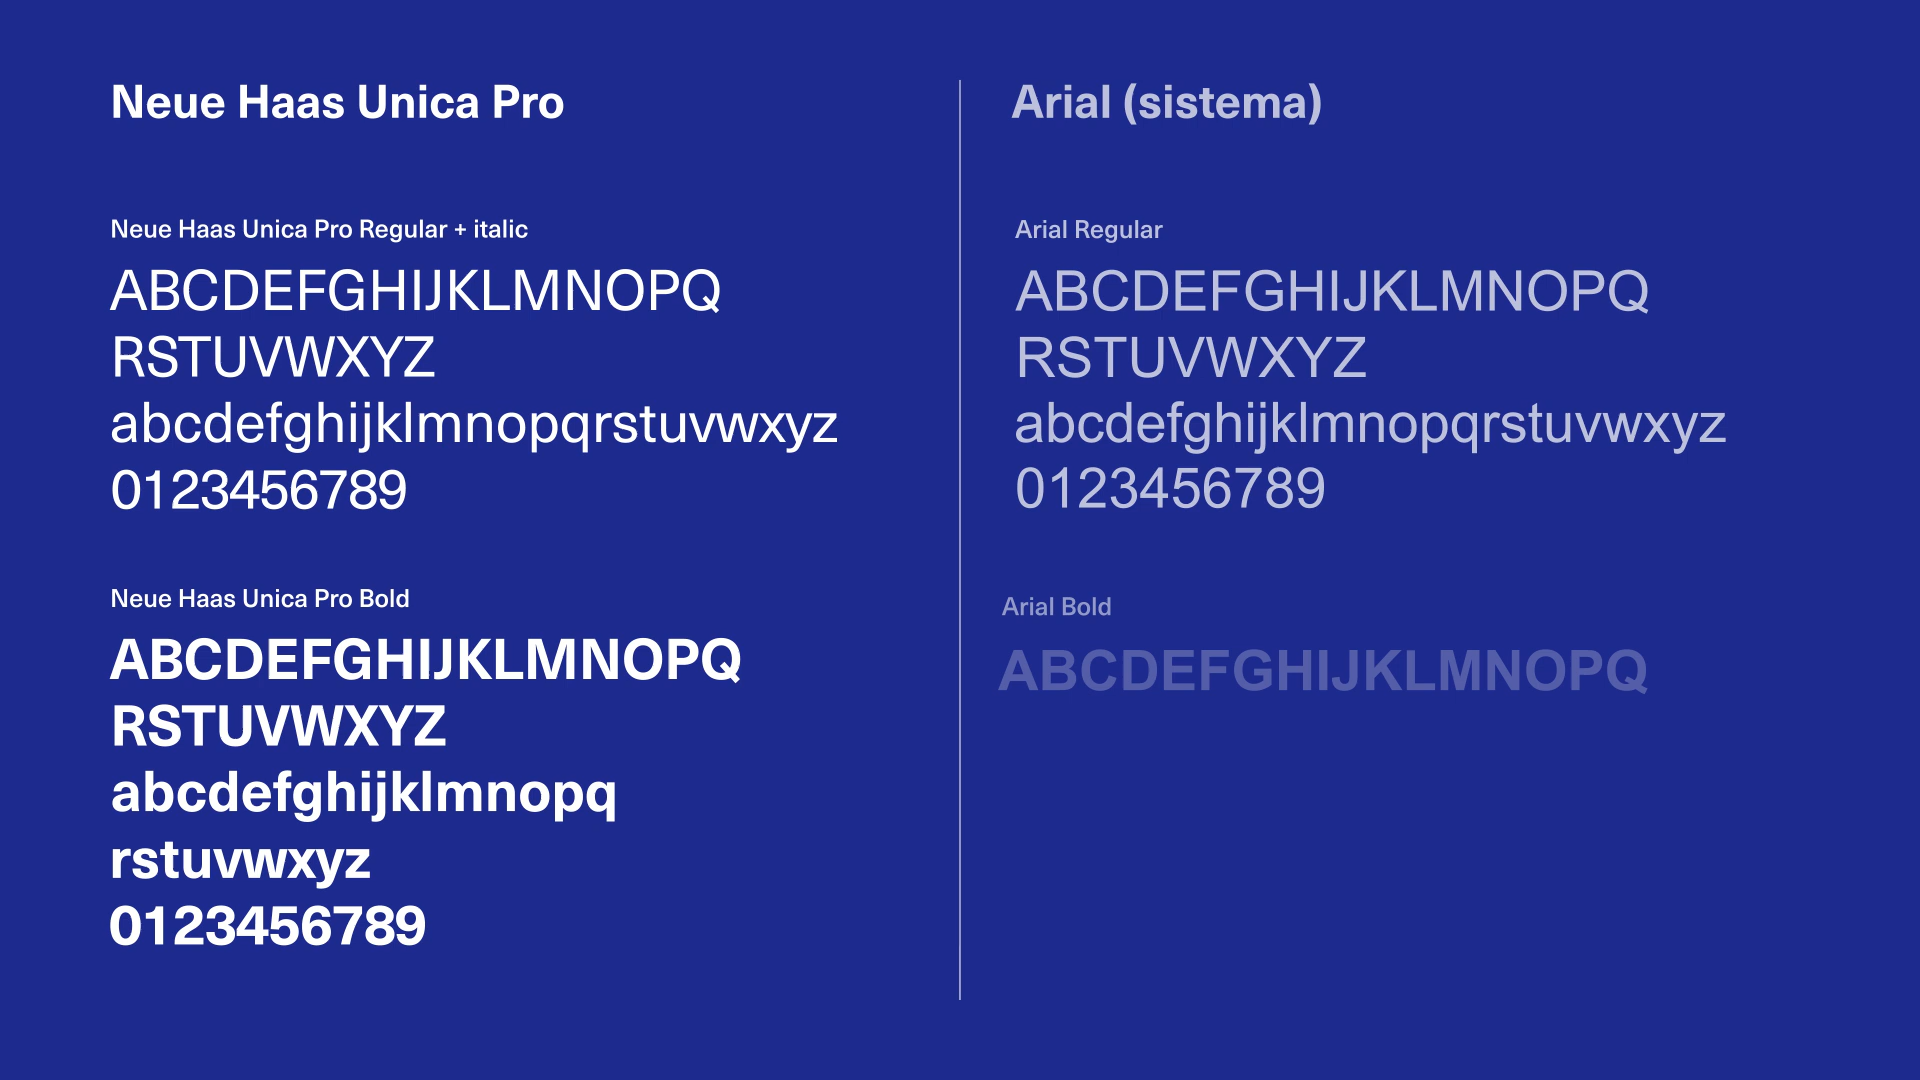 Neue Haas Unica Pro
Neue Haas Unica Pro Regular + italic
ABCDEFGHIJKLMNOPQ
RSTUVWXYZ
abcdefghijklmnopqrstuvwxyz
0123456789
Neue Haas Unica Pro Bold
ABCDEFGHIJKLMNOPQ
RSTUVWXYZ
abcdefghijklmnopq
rstuvwxyz
0123456789
Arial (sistema)
Arial Regular
ABCDEFGHIJKLMNOPQ
RSTUVWXYZ
abcdefghijklmnopqrstuvwxyz
0123456789
Arial Bold
ABCDEFGHIJKLMNOPQ